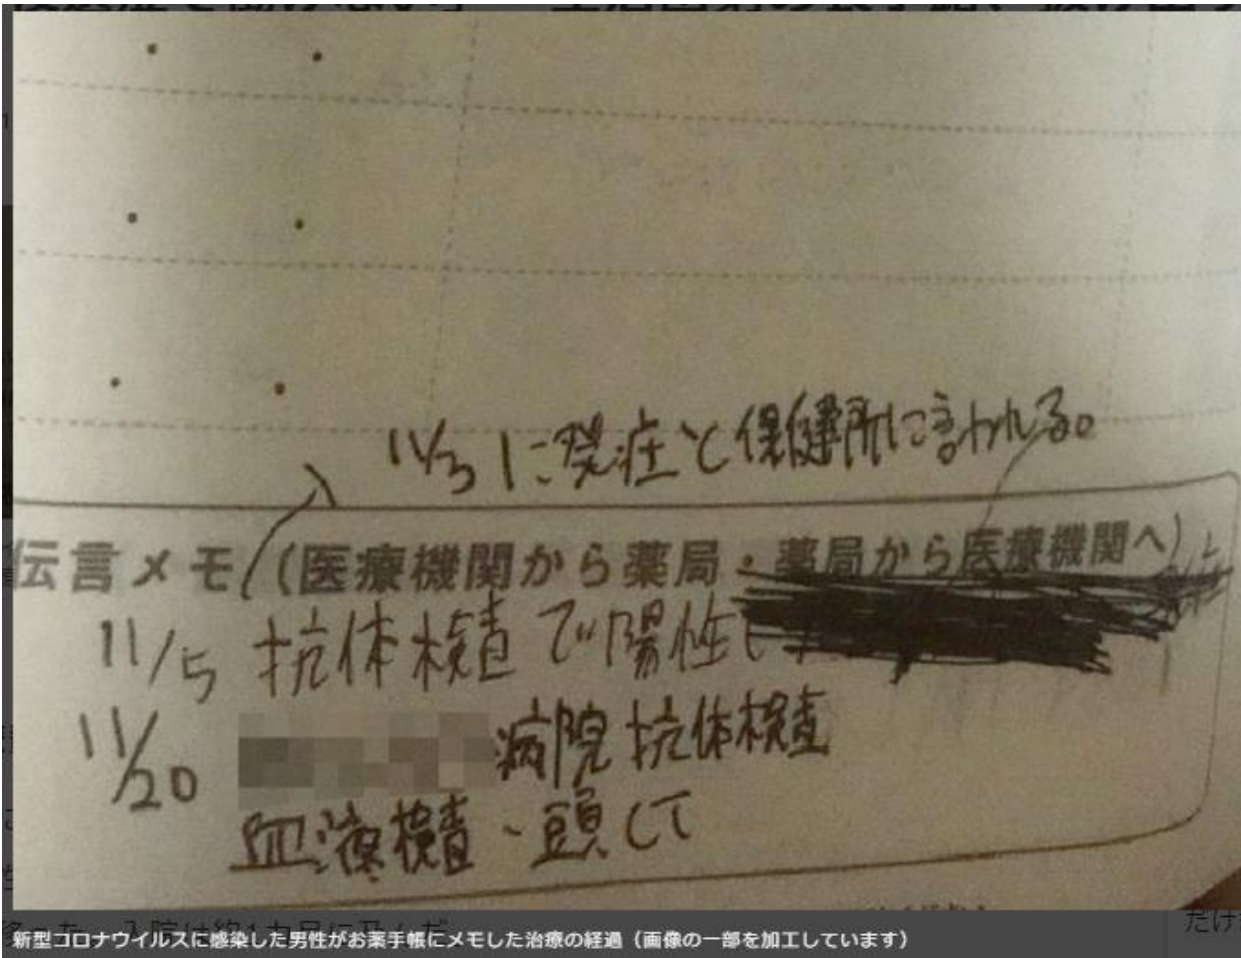 11/3に発症と保健所に言われる。
伝言メモ(医療機関から薬局・薬局から医療機関へ)
11/5 抗体検査で陽性
11/20 病院 抗体検査
血液検査、頭CT
新型コロナウイルスに感染した男性がお薬手帳にメモした治療の経過（画像の一部を加工しています）